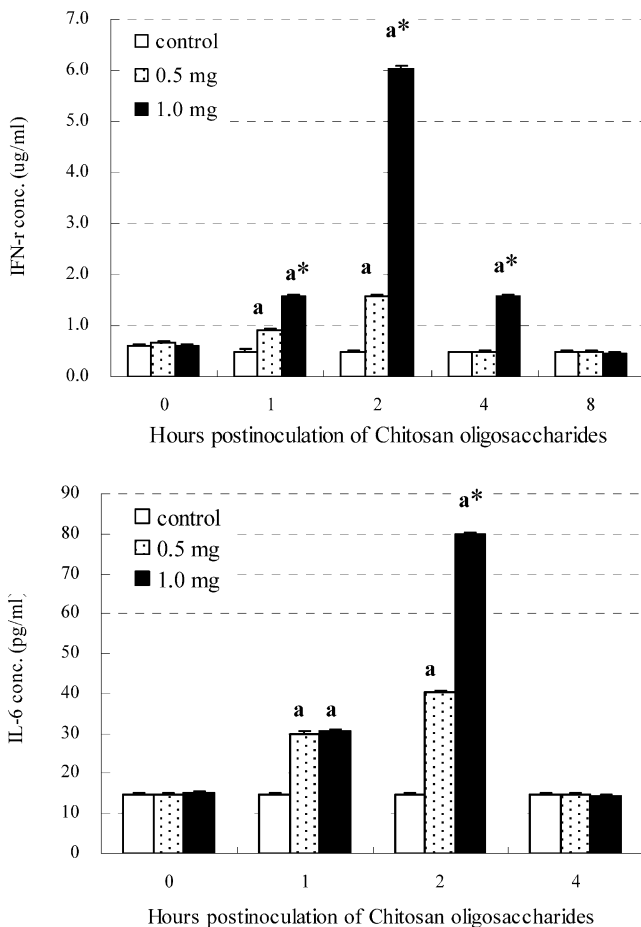 7.0
6.0
5.0
4.0
3.0
2.0
1.0
0.0
IFN-r conc. (ug/ml)
control
0.5 mg
1.0 mg
a
a*
a
a*
a*
0 1 2 4 8
Hours postinoculation of Chitosan oligosaccharides
90
80
70
60
50
40
30
20
10
0
IL-6 conc. (pg/ml)
control
0.5 mg
1.0 mg
a a
a
a*
0 1 2 4
Hours postinoculation of Chitosan oligosaccharides